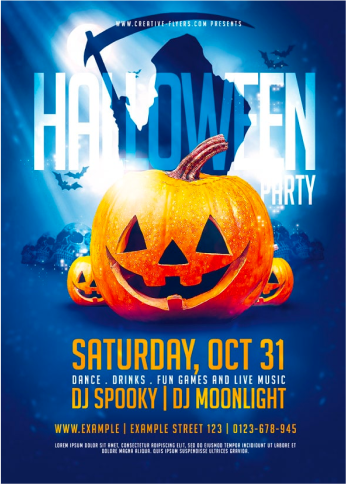 WWW.CREATIVE-FLYERS.COM PRESENTS
HALLOWEEN
PARTY
SATURDAY, OCT 31
DANCE . DRINKS . FUN GAMES AND LIVE MUSIC
DJ SPOOKY | DJ MOONLIGHT
WWW.EXAMPLE | EXAMPLE STREET 123 | 0123-678-945
LOREM IPSUM DOLOR SIT AMET, CONSECTETUR ADIPISCING ELIT, SED DO EIUSMOD TEMPOR INCIDIDUNT UT LABORE ET
DOLORE MAGNA ALIQUA. QUIS IPSUM SUSPENDISSE ULTRICES GRAVIDA.